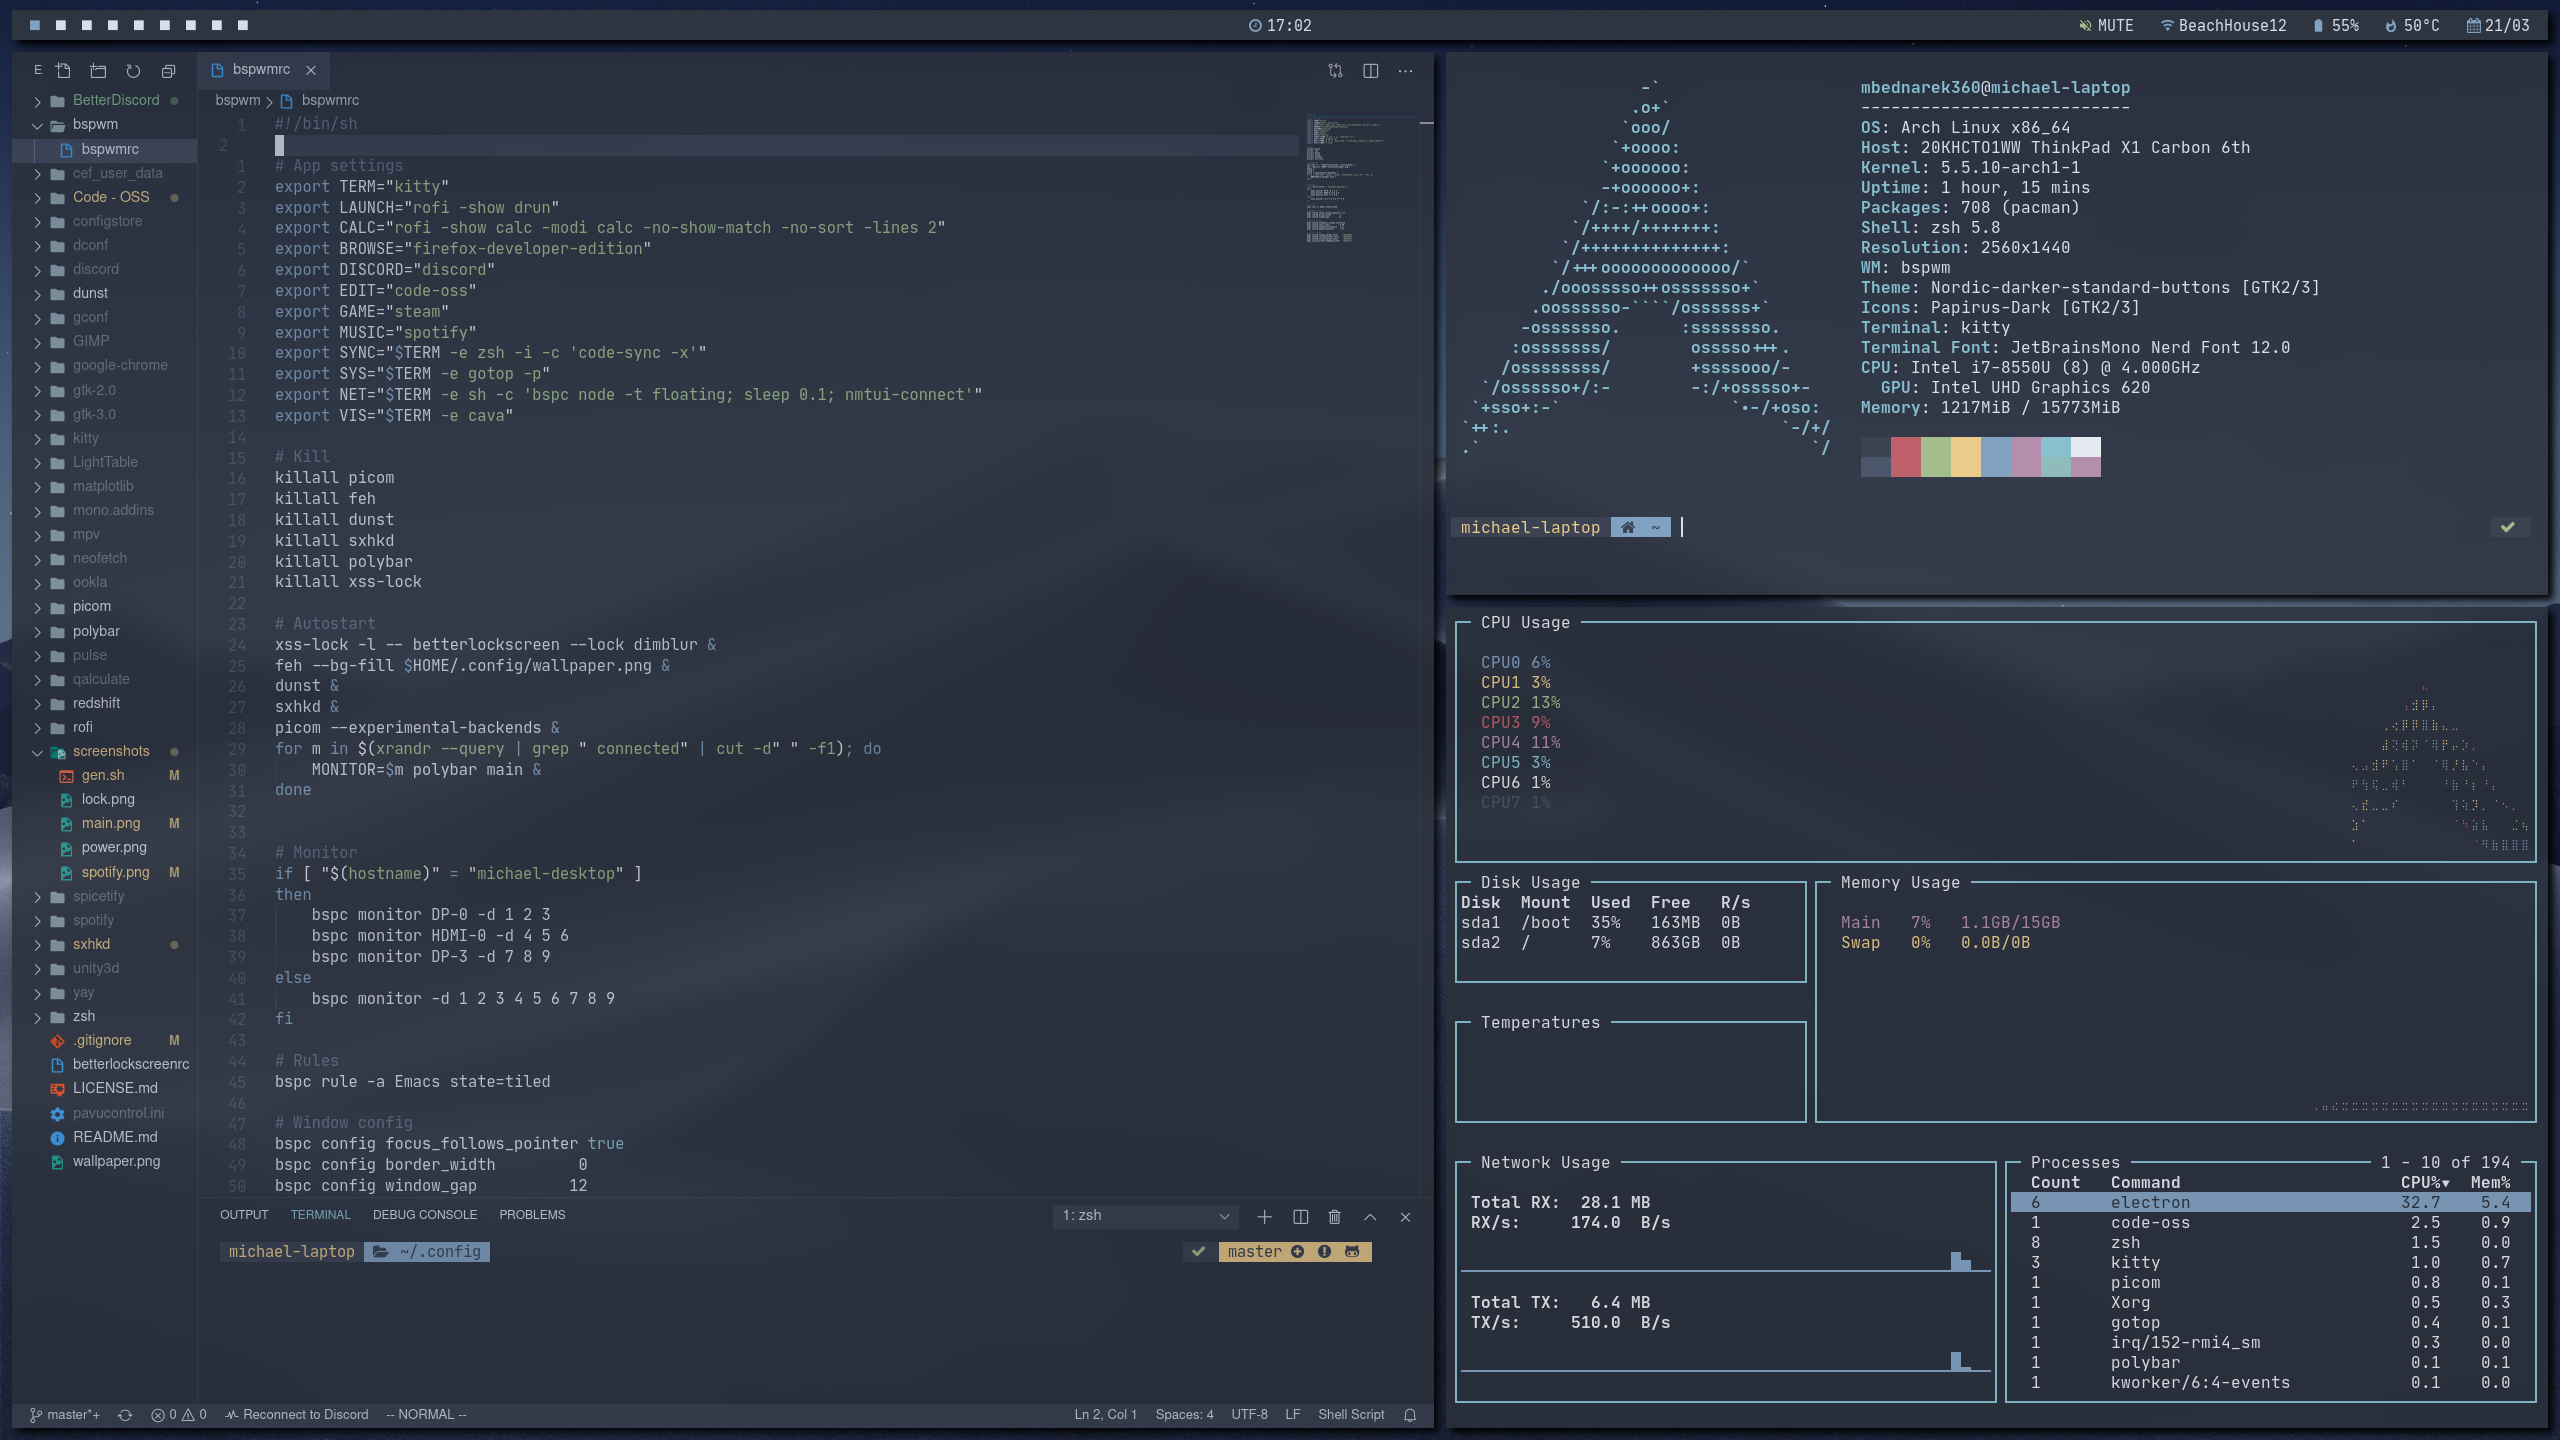 17:02
MUTE
BeachHouse12
55%
50°C
21/03
E
BetterDiscord
bspwm
bspwmrc
cef_user_data
Code - OSS
configstore
dconf
discord
dunst
gconf
GIMP
google-chrome
gtk-2.0
gtk-3.0
kitty
LightTable
matplotlib
mono.addins
mpv
neofetch
ookla
picom
polybar
pulse
qalculate
redshift
rofi
screenshots
gen.sh M
lock.png
main.png M
power.png
spotify.png M
spicetify
spotify
sxhkd
unity3d
yay
zsh
.gitignore M
betterlockscreenrc
LICENSE.md
pavucontrol.ini
README.md
wallpaper.png
bspwmrc
bspwm > bspwmrc
1 #!/bin/sh
2
1 # App settings
2 export TERM="kitty"
3 export LAUNCH="rofi -show drun"
4 export CALC="rofi -show calc -modi calc -no-show-match -no-sort -lines 2"
5 export BROWSE="firefox-developer-edition"
6 export DISCORD="discord"
7 export EDIT="code-oss"
8 export GAME="steam"
9 export MUSIC="spotify"
10 export SYNC="$TERM -e zsh -i -c 'code-sync -x'"
11 export SYS="$TERM -e gotop -p"
12 export NET="$TERM -e sh -c 'bspc node -t floating; sleep 0.1; nmtui-connect'"
13 export VIS="$TERM -e cava"
14
15 # Kill
16 killall picom
17 killall feh
18 killall dunst
19 killall sxhkd
20 killall polybar
21 killall xss-lock
22
23 # Autostart
24 xss-lock -l -- betterlockscreen --lock dimblur &
25 feh --bg-fill $HOME/.config/wallpaper.png &
26 dunst &
27 sxhkd &
28 picom --experimental-backends &
29 for m in $(xrandr --query | grep " connected" | cut -d" " -f1); do
30     MONITOR=$m polybar main &
31 done
32
33
34 # Monitor
35 if [ "$(hostname)" = "michael-desktop" ]
36 then
37     bspc monitor DP-0 -d 1 2 3
38     bspc monitor HDMI-0 -d 4 5 6
39     bspc monitor DP-3 -d 7 8 9
40 else
41     bspc monitor -d 1 2 3 4 5 6 7 8 9
42 fi
43
44 # Rules
45 bspc rule -a Emacs state=tiled
46
47 # Window config
48 bspc config focus_follows_pointer true
49 bspc config border_width         0
50 bspc config window_gap          12
OUTPUT TERMINAL DEBUG CONSOLE PROBLEMS
1: zsh
michael-laptop ~/.config
master
master*+
0 0
Reconnect to Discord
-- NORMAL --
Ln 2, Col 1
Spaces: 4
UTF-8
LF
Shell Script
-`
.o+`
`ooo/
`+oooo:
`+oooooo:
-+oooooo+:
`/:-:++oooo+:
`/++++/+++++++:
`/++++++++++++++:
`/+++ooooooooooooo/`
./ooosssso++osssssso+`
.oossssso-````/ossssss+`
-osssssso.      :ssssssso.
:osssssss/        osssso+++.
/ossssssss/        +ssssooo/-
`/ossssso+/:-        -:/+osssso+-
`+sso+:-`                 `.-/+oso:
`++:.                           `-/+/
.`                                 `/
mbednarek360@michael-laptop
---------------------------
OS: Arch Linux x86_64
Host: 20KHCTO1WW ThinkPad X1 Carbon 6th
Kernel: 5.5.10-arch1-1
Uptime: 1 hour, 15 mins
Packages: 708 (pacman)
Shell: zsh 5.8
Resolution: 2560x1440
WM: bspwm
Theme: Nordic-darker-standard-buttons [GTK2/3]
Icons: Papirus-Dark [GTK2/3]
Terminal: kitty
Terminal Font: JetBrainsMono Nerd Font 12.0
CPU: Intel i7-8550U (8) @ 4.000GHz
GPU: Intel UHD Graphics 620
Memory: 1217MiB / 15773MiB
michael-laptop ~
CPU Usage
CPU0 6%
CPU1 3%
CPU2 13%
CPU3 9%
CPU4 11%
CPU5 3%
CPU6 1%
CPU7 1%
Disk Usage
Disk Mount Used Free R/s
sda1 /boot 35% 163MB 0B
sda2 / 7% 863GB 0B
Memory Usage
Main 7% 1.1GB/15GB
Swap 0% 0.0B/0B
Temperatures
Network Usage
Total RX: 28.1 MB
RX/s: 174.0 B/s
Total TX: 6.4 MB
TX/s: 510.0 B/s
Processes 1 - 10 of 194
Count Command CPU%▼ Mem%
6 electron 32.7 5.4
1 code-oss 2.5 0.9
8 zsh 1.5 0.0
3 kitty 1.0 0.7
1 picom 0.8 0.1
1 Xorg 0.5 0.3
1 gotop 0.4 0.1
1 irq/152-rmi4_sm 0.3 0.0
1 polybar 0.1 0.1
1 kworker/6:4-events 0.1 0.0